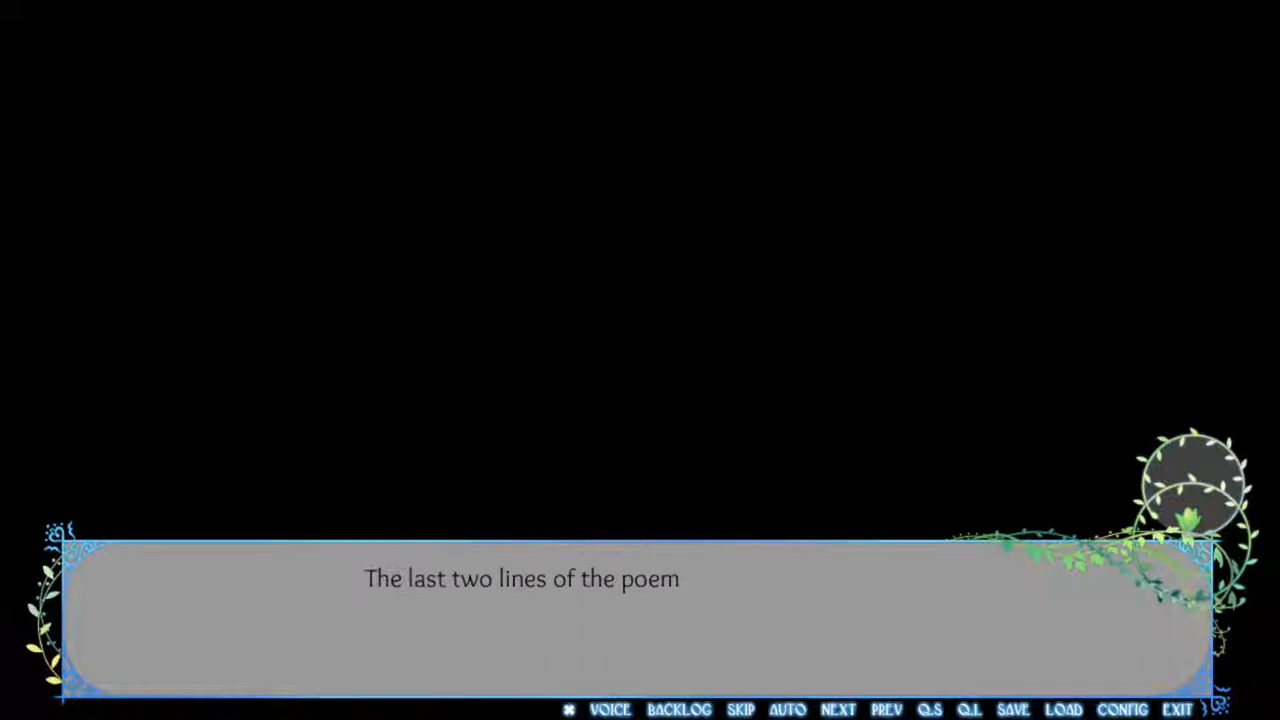 The last two lines of the poem
✖ VOICE BACKLOG SKIP AUTO NEXT PREV Q.S Q.L SAVE LOAD CONFIG EXIT